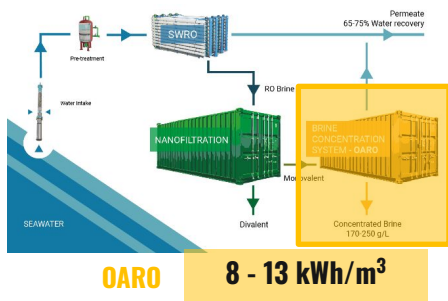 Permeate
65-75% Water recovery
SWRO
Pre-treatment
RO Brine
Water Intake
NANOFILTRATION
BRINE
CONCENTRATION
SYSTEM - OARO
Monovalent
SEAWATER
Divalent
Concentrated Brine
170-250 g/L
OARO
8 - 13 kWh/m³